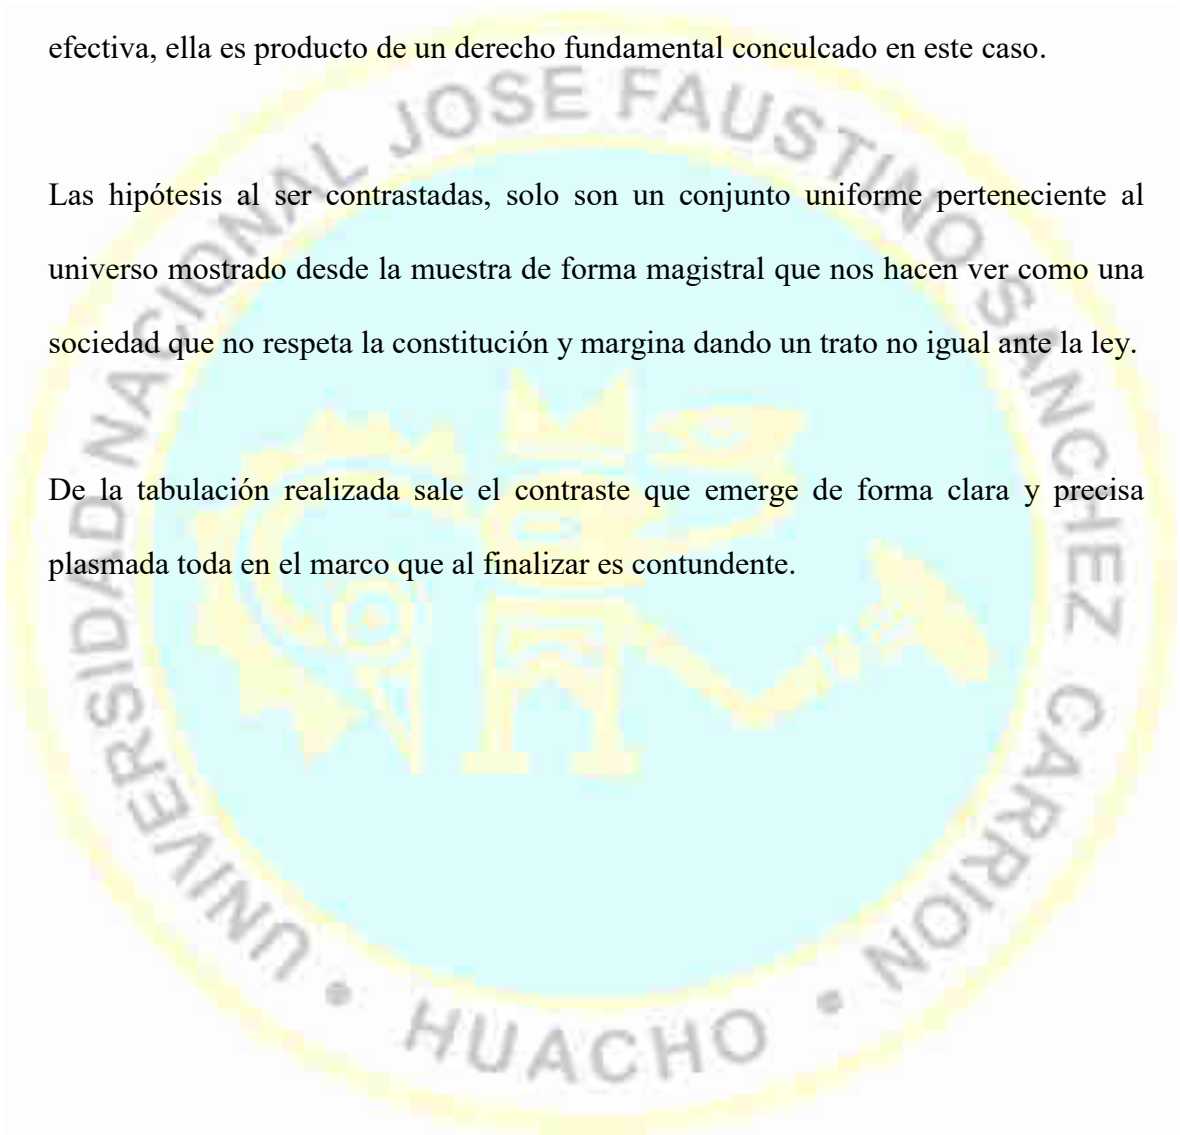 efectiva, ella es producto de un derecho fundamental conculcado en este caso.
Las hipótesis al ser contrastadas, solo son un conjunto uniforme perteneciente al
universo mostrado desde la muestra de forma magistral que nos hacen ver como una
sociedad que no respeta la constitución y margina dando un trato no igual ante la ley.
De la tabulación realizada sale el contraste que emerge de forma clara y precisa
plasmada toda en el marco que al finalizar es contundente.
UNIVERSIDAD NACIONAL JOSE FAUSTINO SANCHEZ CARRION • HUACHO •